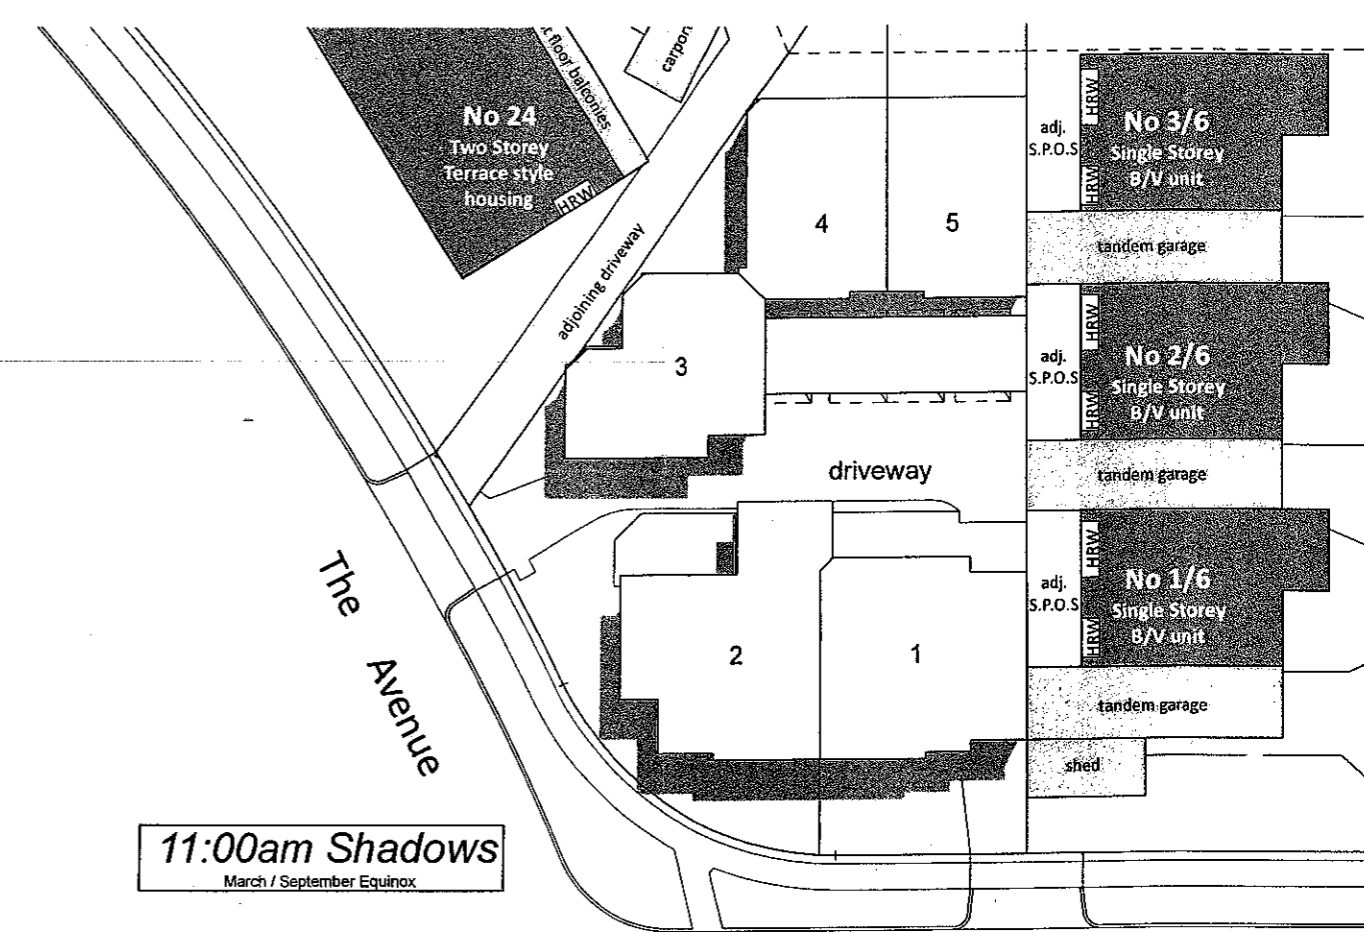 t floor balconies
carport
No 24
Two Storey
Terrace style
housing
HRW
adjoining driveway
4
5
3
driveway
2
1
adj.
S.P.O.S
HRW
HRW
No 3/6
Single Storey
B/V unit
tandem garage
adj.
S.P.O.S
HRW
HRW
No 2/6
Single Storey
B/V unit
tandem garage
adj.
S.P.O.S
HRW
HRW
No 1/6
Single Storey
B/V unit
tandem garage
shed
The Avenue
11:00am Shadows
March / September Equinox